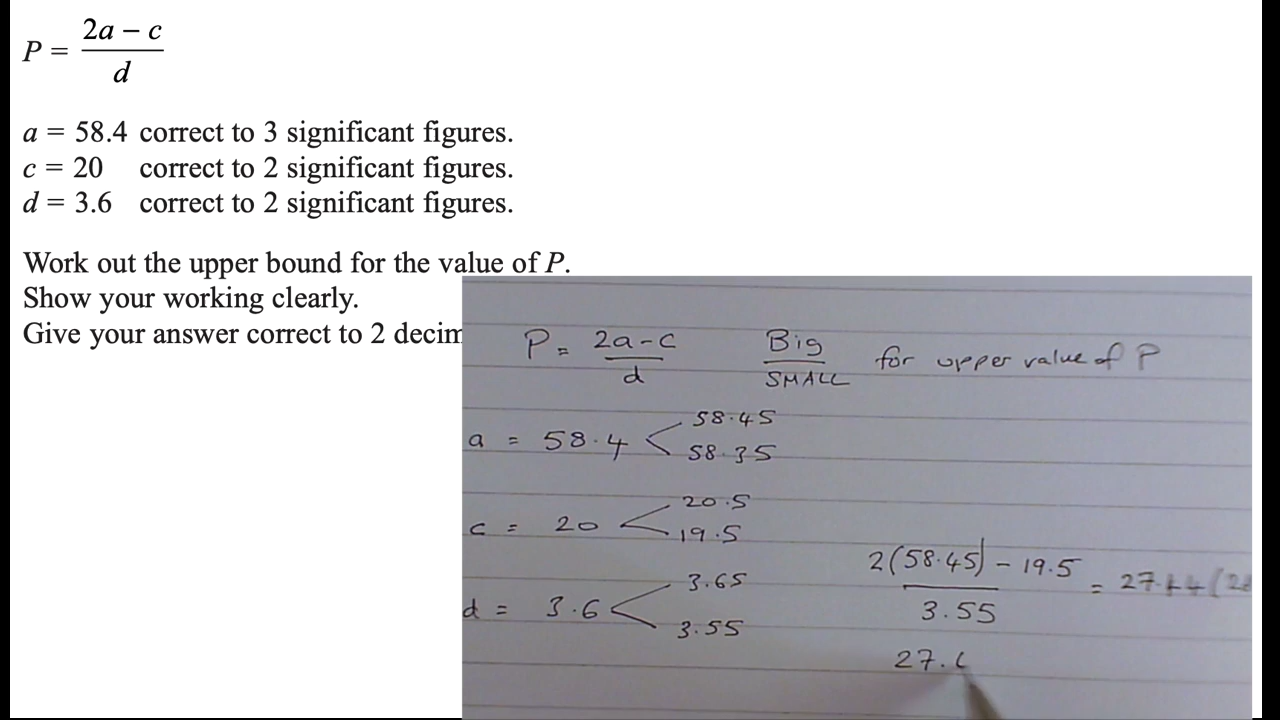 P = 2a − c / d
a = 58.4 correct to 3 significant figures.
c = 20 correct to 2 significant figures.
d = 3.6 correct to 2 significant figures.
Work out the upper bound for the value of P.
Show your working clearly.
Give your answer correct to 2 decim
P = 2a - c / d Big / SMALL for upper value of P
a = 58.4 < 58.45
58.35
c = 20 < 20.5
19.5
d = 3.6 < 3.65
3.55
2(58.45) - 19.5 / 3.55 =
27.